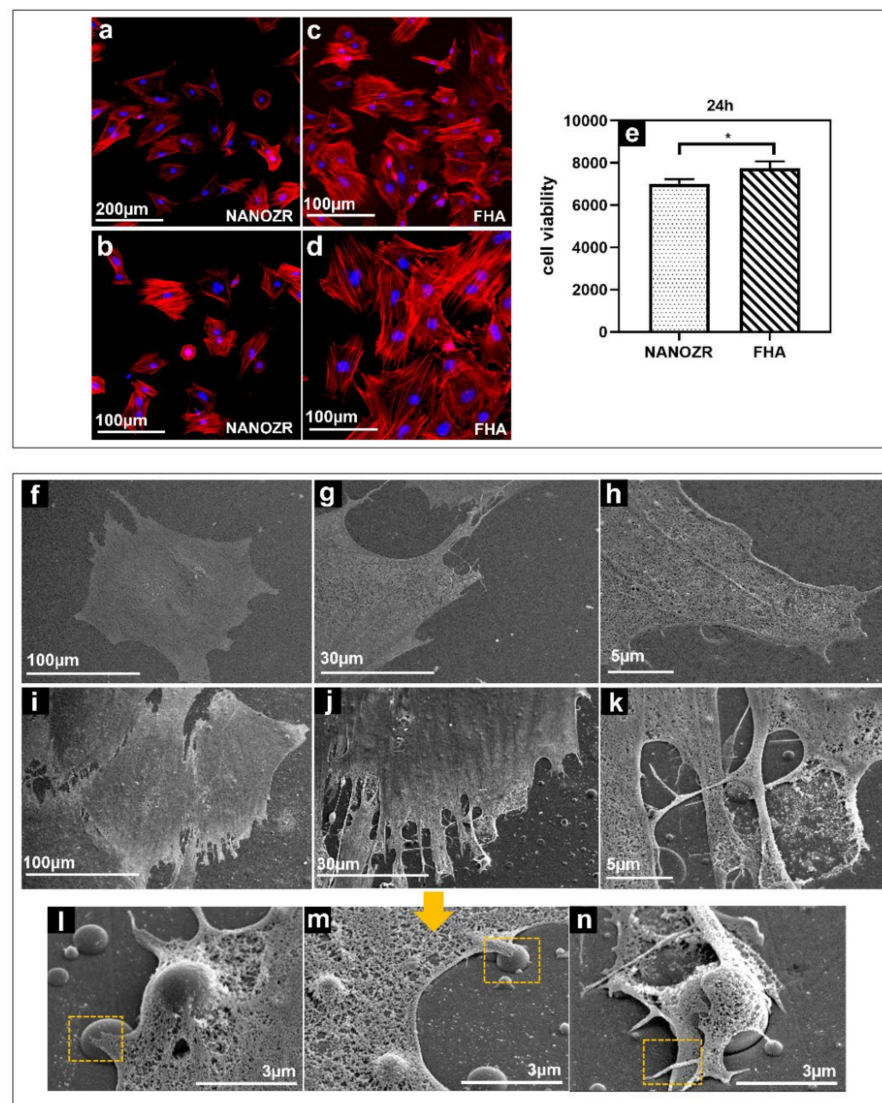 a
200μm
NANOZR
c
100μm
FHA
b
100μm
NANOZR
d
100μm
FHA
24h
e
*
cell viability
10000
8000
6000
4000
2000
0
NANOZR
FHA
f
100μm
g
30μm
h
5μm
i
100μm
j
30μm
k
5μm
l
3μm
m
3μm
n
3μm